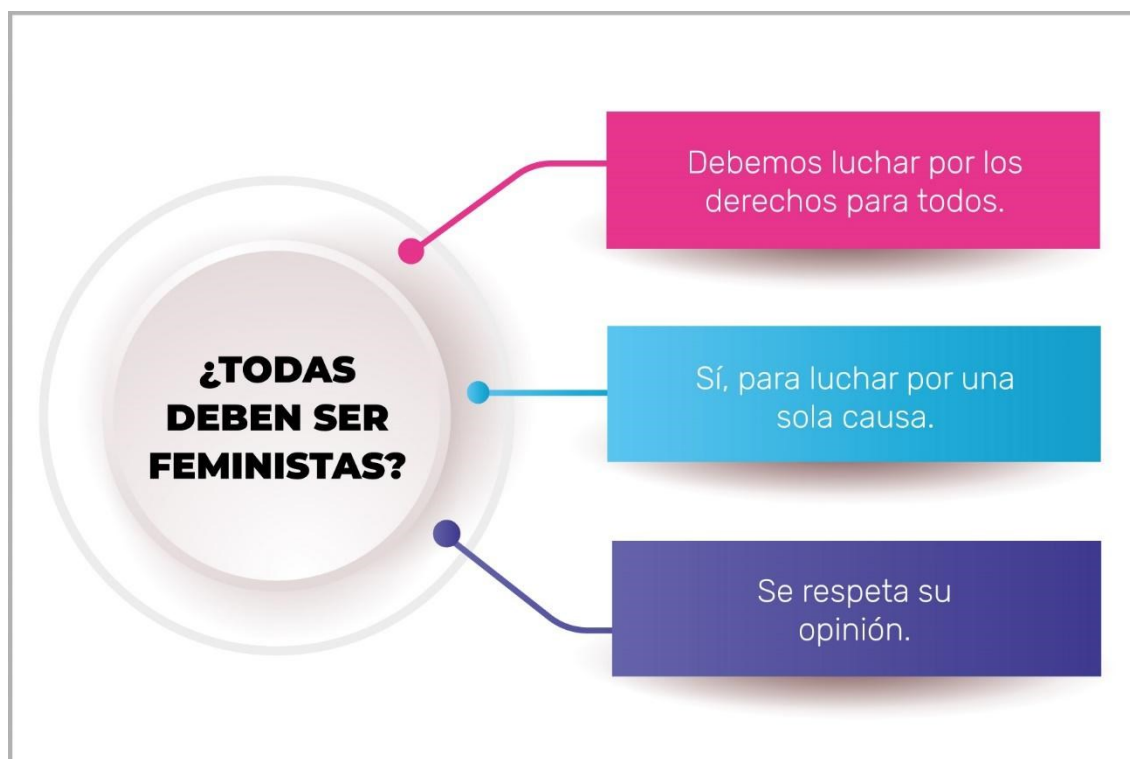 ¿TODAS
DEBEN SER
FEMINISTAS?
Debemos luchar por los
derechos para todos.
Sí, para luchar por una
sola causa.
Se respeta su
opinión.